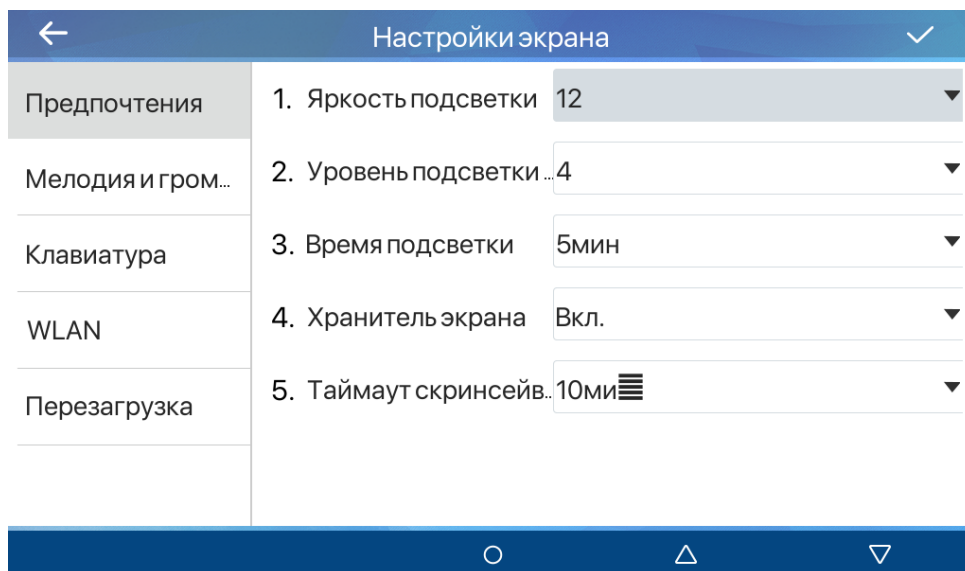 Настройки экрана
Предпочтения
Мелодия и гром...
Клавиатура
WLAN
Перезагрузка
1. Яркость подсветки 12
2. Уровень подсветки ... 4
3. Время подсветки 5мин
4. Хранитель экрана Вкл.
5. Таймаут скринсейв.. 10ми